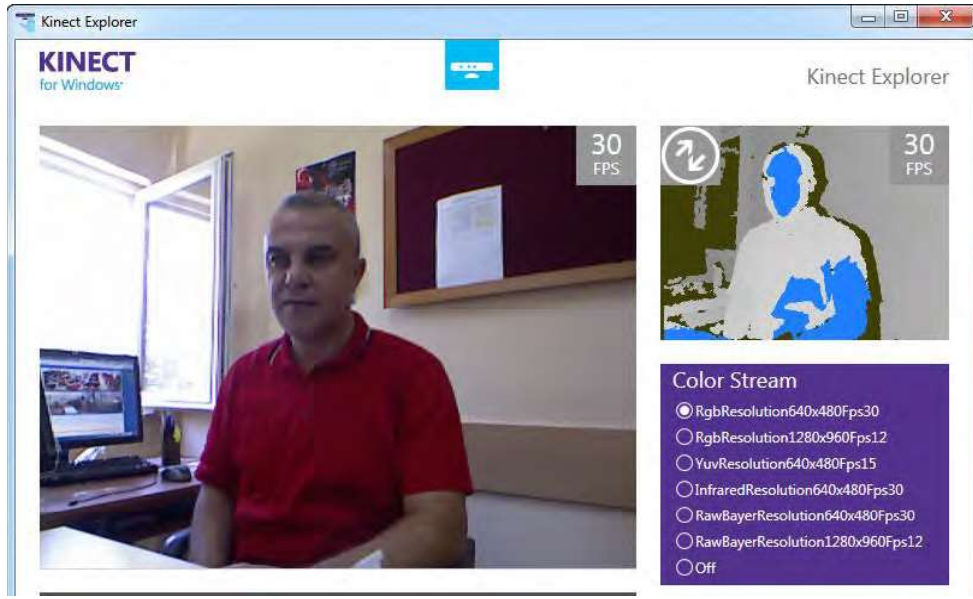 Kinect Explorer
KINECT
for Windows
Kinect Explorer
30
FPS
30
FPS
Color Stream
RgbResolution640x480Fps30
RgbResolution1280x960Fps12
YuvResolution640x480Fps15
InfraredResolution640x480Fps30
RawBayerResolution640x480Fps30
RawBayerResolution1280x960Fps12
Off